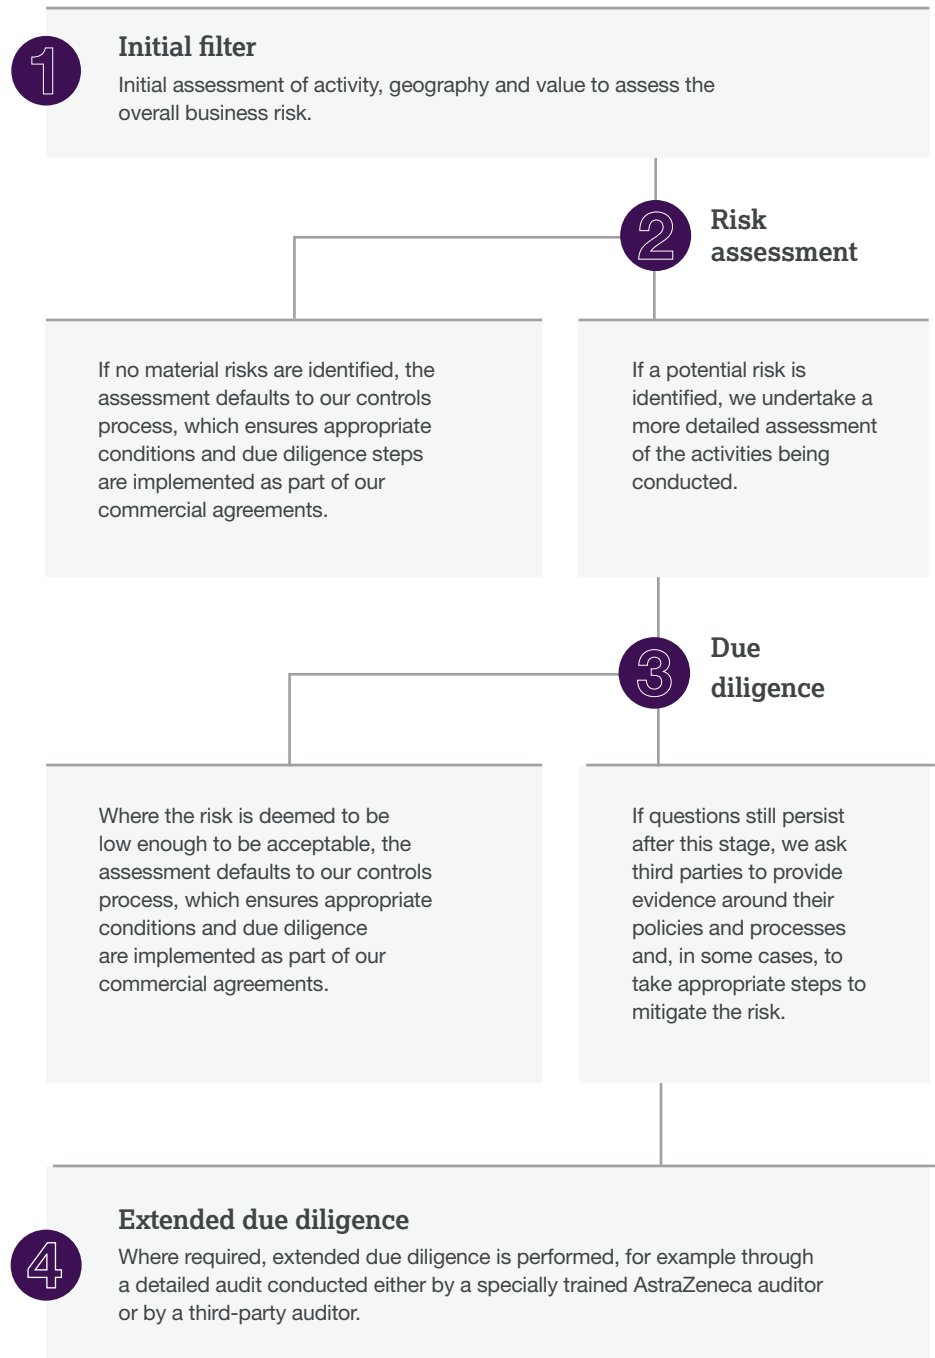 1
Initial filter
Initial assessment of activity, geography and value to assess the
overall business risk.
2
Risk
assessment
If no material risks are identified, the
assessment defaults to our controls
process, which ensures appropriate
conditions and due diligence steps
are implemented as part of our
commercial agreements.
If a potential risk is
identified, we undertake a
more detailed assessment
of the activities being
conducted.
3
Due
diligence
Where the risk is deemed to be
low enough to be acceptable, the
assessment defaults to our controls
process, which ensures appropriate
conditions and due diligence
are implemented as part of our
commercial agreements.
If questions still persist
after this stage, we ask
third parties to provide
evidence around their
policies and processes
and, in some cases, to
take appropriate steps to
mitigate the risk.
4
Extended due diligence
Where required, extended due diligence is performed, for example through
a detailed audit conducted either by a specially trained AstraZeneca auditor
or by a third-party auditor.